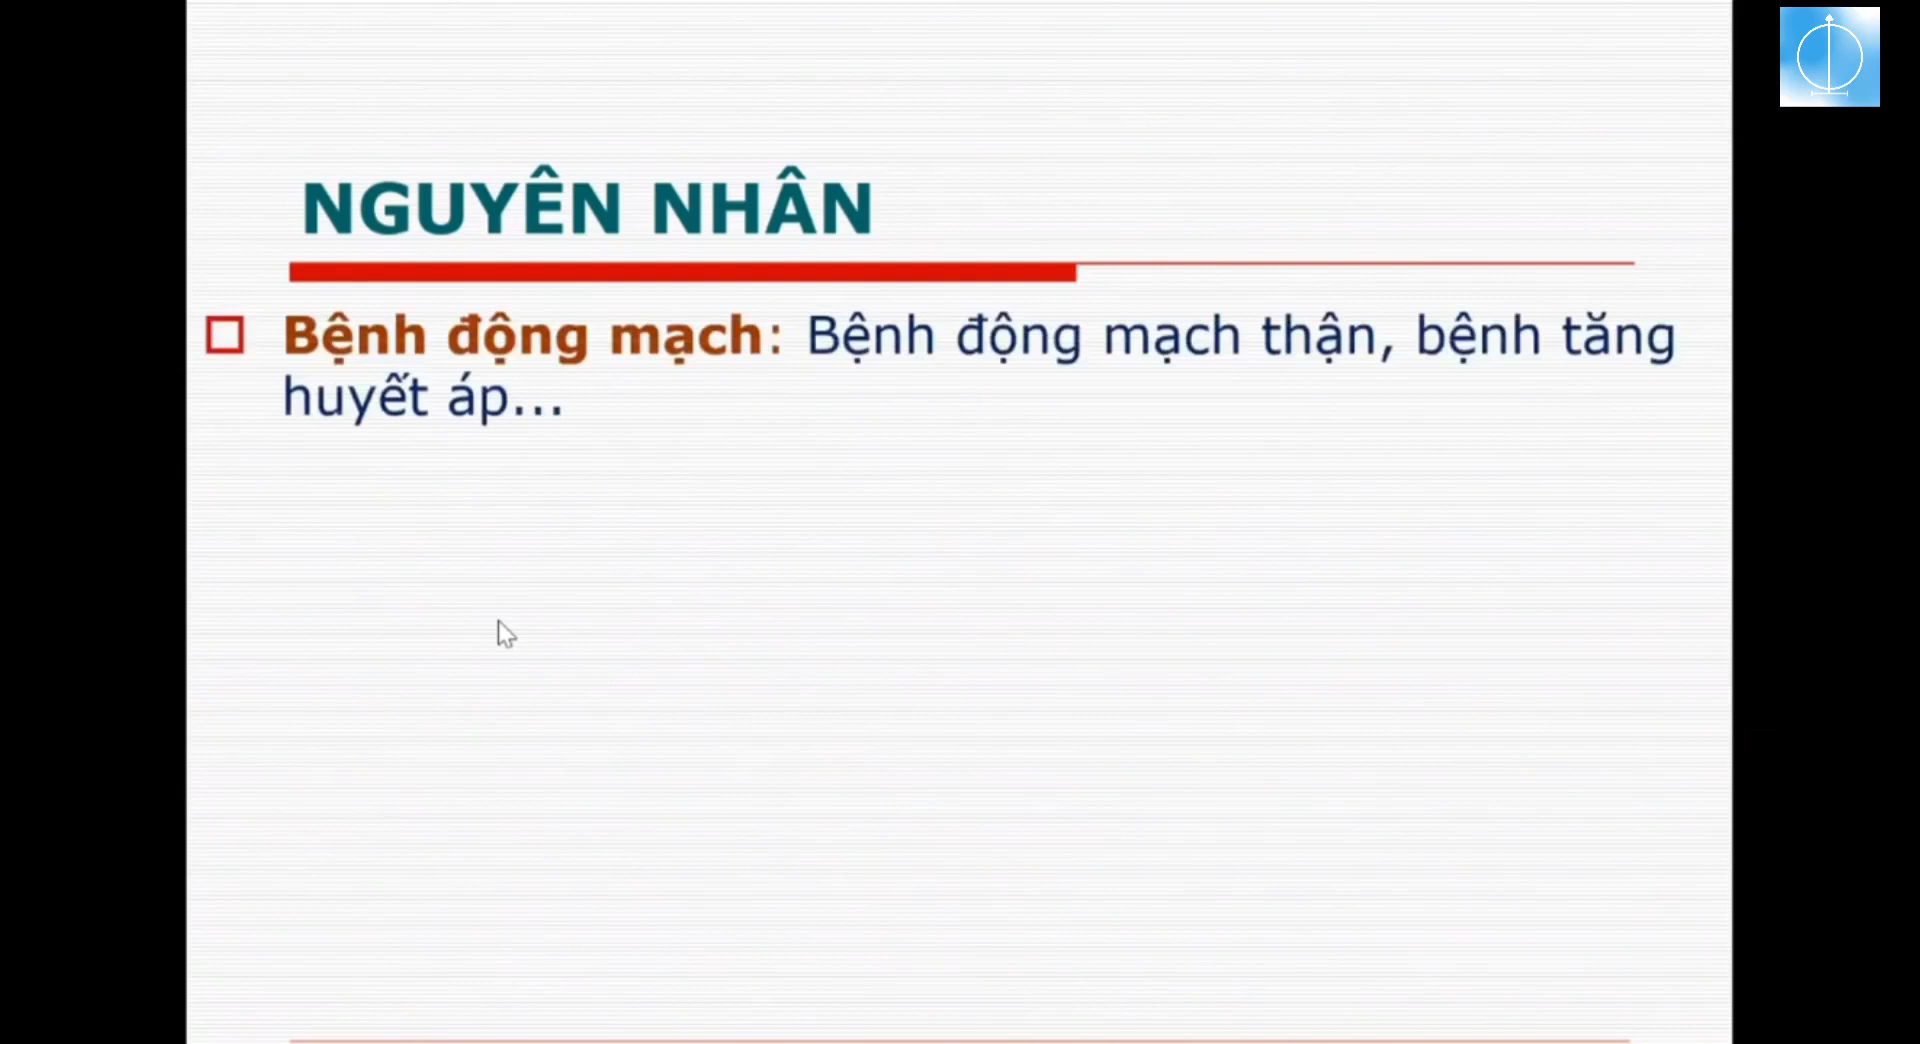 NGUYÊN NHÂN
Bệnh động mạch: Bệnh động mạch thận, bệnh tăng
huyết áp...